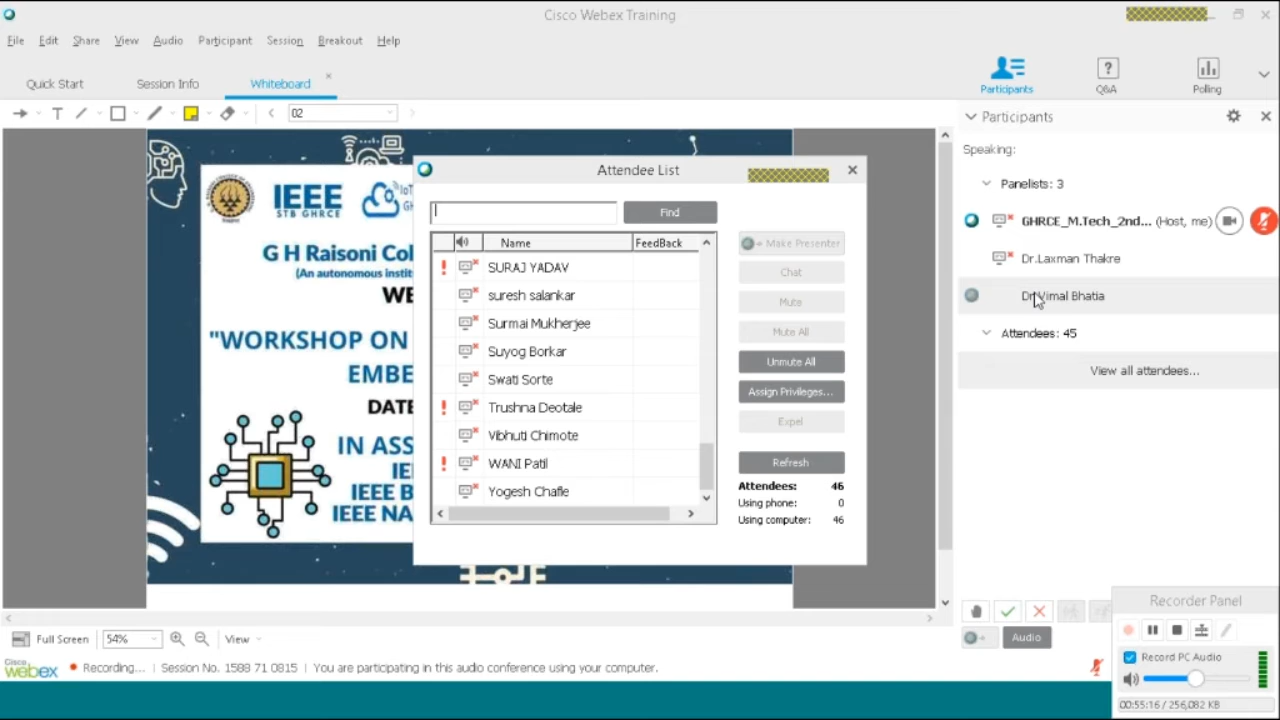 Cisco Webex Training
File Edit Share View Audio Participant Session Breakout Help
Quick Start Session Info Whiteboard
Participants Q&A Polling
T 02
Participants
Speaking:
Panelists: 3
GHRCE_M.Tech_2nd... (Host, me)
Dr.Laxman Thakre
Dr.Vimal Bhatia
Attendees: 45
View all attendees...
IEEE
STB GHRCE
G H Raisoni Col
(An autonomous instit
WE
"WORKSHOP ON
EMBE
DATE
IN ASS
IE
IEEE B
IEEE NA
Attendee List
Find
Name FeedBack
SURAJ YADAV
suresh salankar
Surmai Mukherjee
Suyog Borkar
Swati Sorte
Trushna Deotale
Vibhuti Chimote
WANI Patil
Yogesh Chafle
Make Presenter
Chat
Mute
Mute All
Unmute All
Assign Privileges...
Expel
Refresh
Attendees: 46
Using phone: 0
Using computer: 46
Full Screen 54% View
Audio
Cisco webex Recording... | Session No. 1588 71 0815 | You are participating in this audio conference using your computer.
Recorder Panel
Record PC Audio
00:55:16 / 256,082 KB